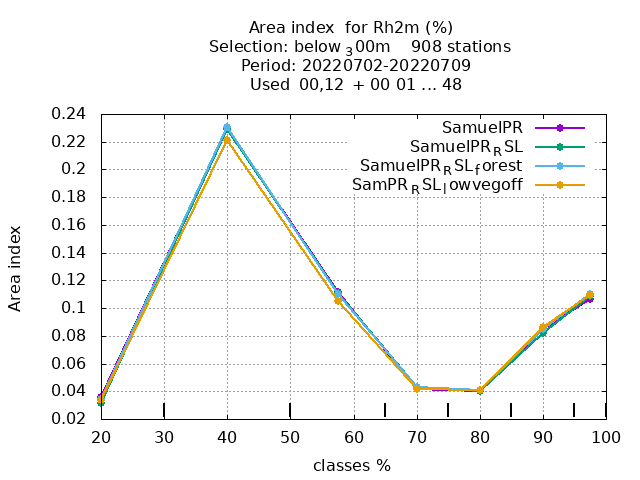 Area index for Rh2m (%)
Selection: below ₃00m 908 stations
Period: 20220702-20220709
Used 00,12 + 00 01 ... 48
0.24
0.22
0.2
0.18
0.16
0.14
0.12
0.1
0.08
0.06
0.04
0.02
Area index
SamuelPR
SamuelPR_RSL
SamuelPR_RSL_forest
SamPR_RSL_lowvegoff
20 30 40 50 60 70 80 90 100
classes %